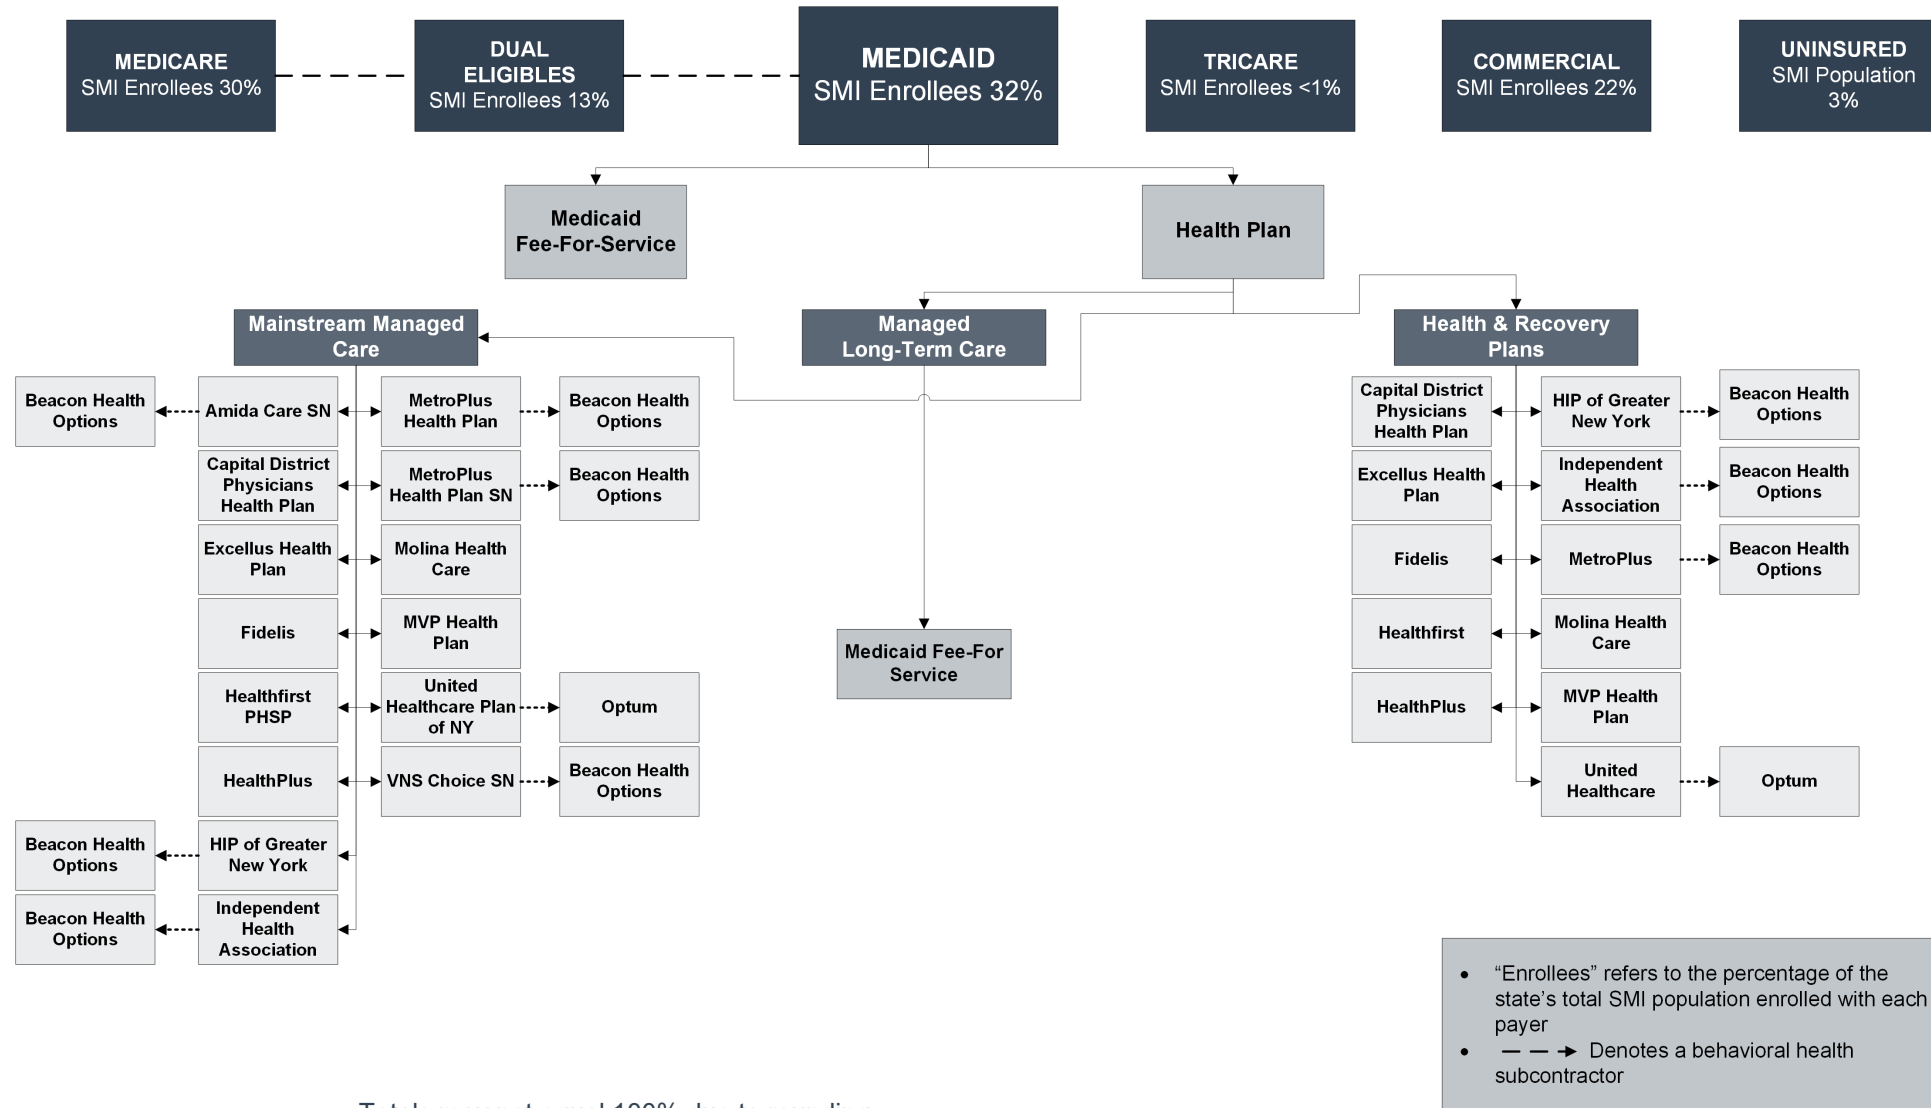 MEDICARE
SMI Enrollees 30%
DUAL
ELIGIBLES
SMI Enrollees 13%
MEDICAID
SMI Enrollees 32%
TRICARE
SMI Enrollees <1%
COMMERCIAL
SMI Enrollees 22%
UNINSURED
SMI Population
3%
Medicaid
Fee-For-Service
Health Plan
Mainstream Managed
Care
Managed
Long-Term Care
Health & Recovery
Plans
Beacon Health
Options
Amida Care SN
MetroPlus
Health Plan
Beacon Health
Options
Capital District
Physicians
Health Plan
MetroPlus
Health Plan SN
Beacon Health
Options
Excellus Health
Plan
Molina Health
Care
Fidelis
MVP Health
Plan
Healthfirst
PHSP
United
Healthcare Plan
of NY
Optum
HealthPlus
VNS Choice SN
Beacon Health
Options
Beacon Health
Options
HIP of Greater
New York
Beacon Health
Options
Independent
Health
Association
Medicaid Fee-For
Service
Capital District
Physicians
Health Plan
HIP of Greater
New York
Beacon Health
Options
Excellus Health
Plan
Independent
Health
Association
Beacon Health
Options
Fidelis
MetroPlus
Beacon Health
Options
Healthfirst
Molina Health
Care
HealthPlus
MVP Health
Plan
United
Healthcare
Optum
• “Enrollees” refers to the percentage of the
state’s total SMI population enrolled with each
payer
• Denotes a behavioral health
subcontractor